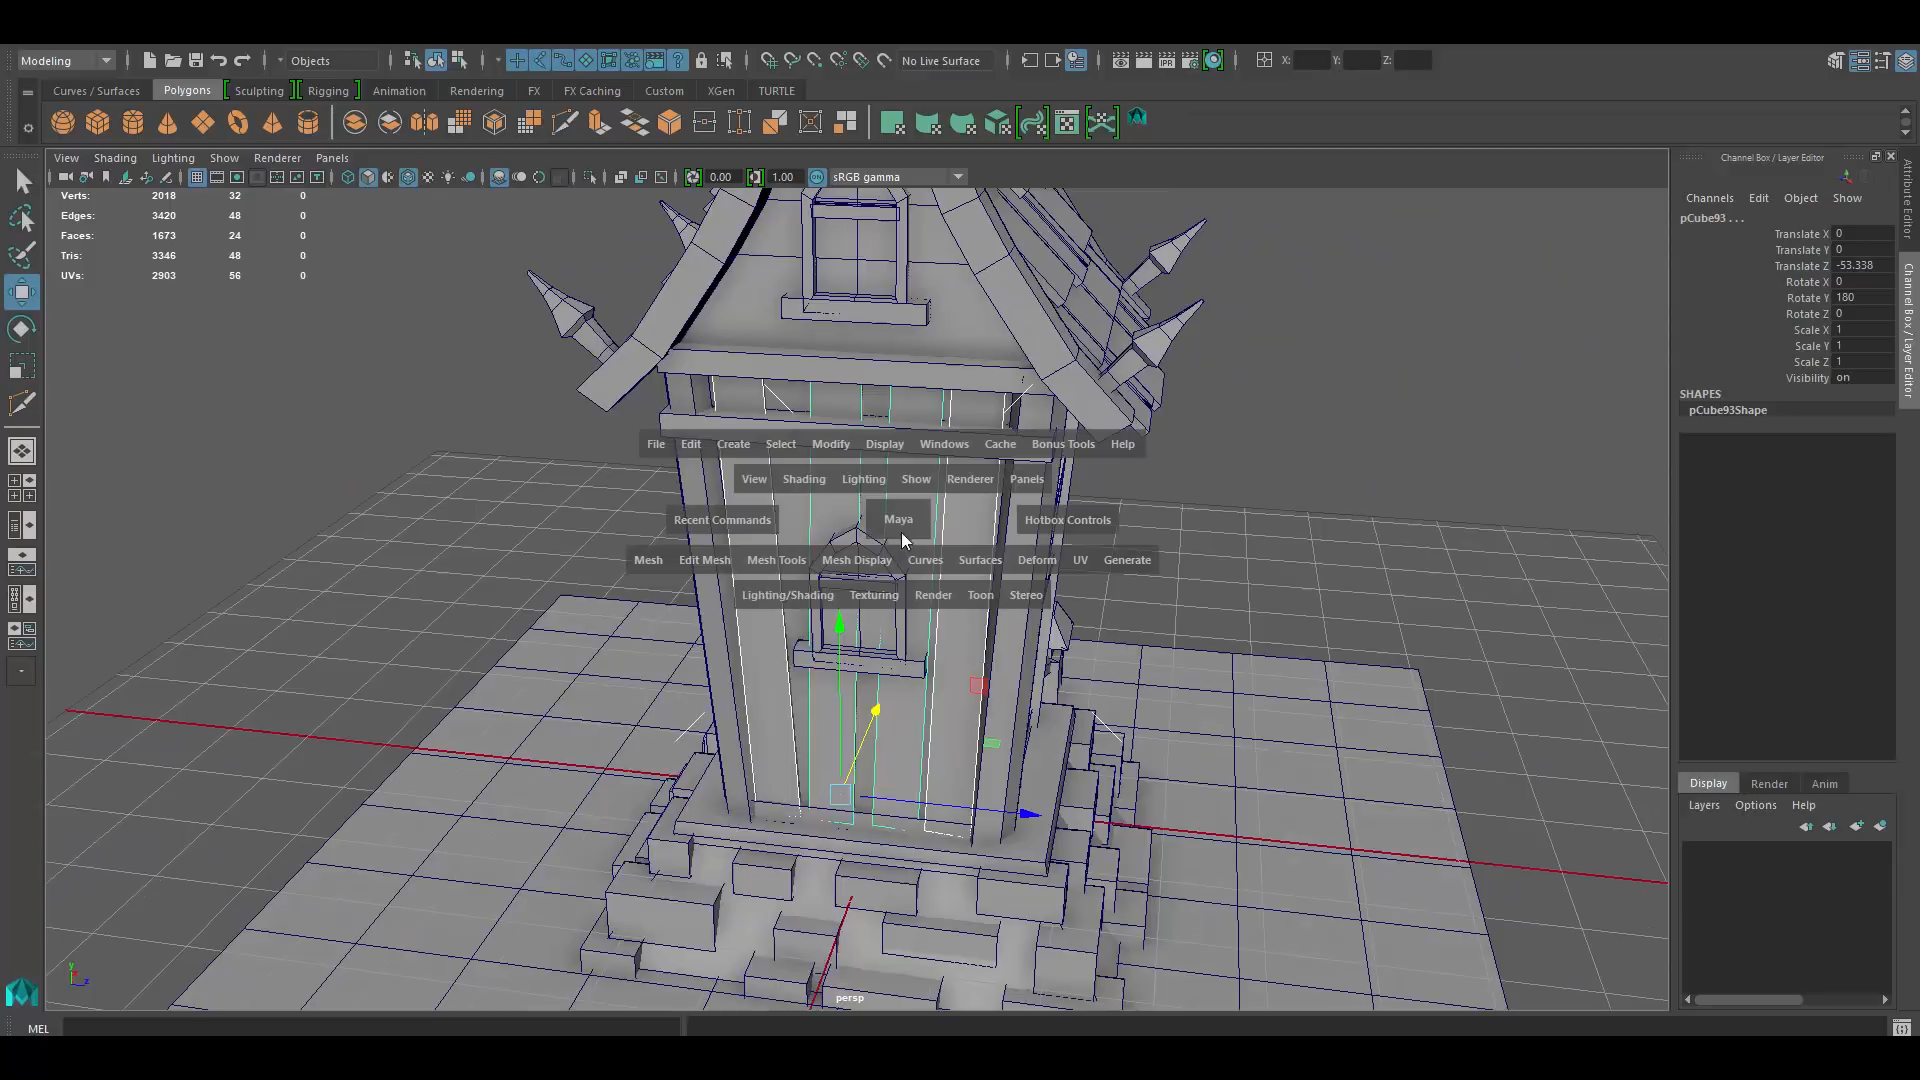 Modeling Objects No Live Surface X: Y: Z:
Curves / Surfaces Polygons Sculpting Rigging Animation Rendering FX FX Caching Custom XGen TURTLE
View Shading Lighting Show Renderer Panels
0.00 1.00 ON sRGB gamma
Verts: 2018 32 0
Edges: 3420 48 0
Faces: 1673 24 0
Tris: 3346 48 0
UVs: 2903 56 0
File Edit Create Select Modify Display Windows Cache Bonus Tools Help
View Shading Lighting Show Renderer Panels
Recent Commands Maya Hotbox Controls
Mesh Edit Mesh Mesh Tools Mesh Display Curves Surfaces Deform UV Generate
Lighting/Shading Texturing Render Toon Stereo
persp
y
z
MEL
Channel Box / Layer Editor
Channels Edit Object Show
pCube93 . . .
Translate X 0
Translate Y 0
Translate Z -53.338
Rotate X 0
Rotate Y 180
Rotate Z 0
Scale X 1
Scale Y 1
Scale Z 1
Visibility on
SHAPES
pCube93Shape
Display Render Anim
Layers Options Help
Attribute Editor
Channel Box / Layer Editor